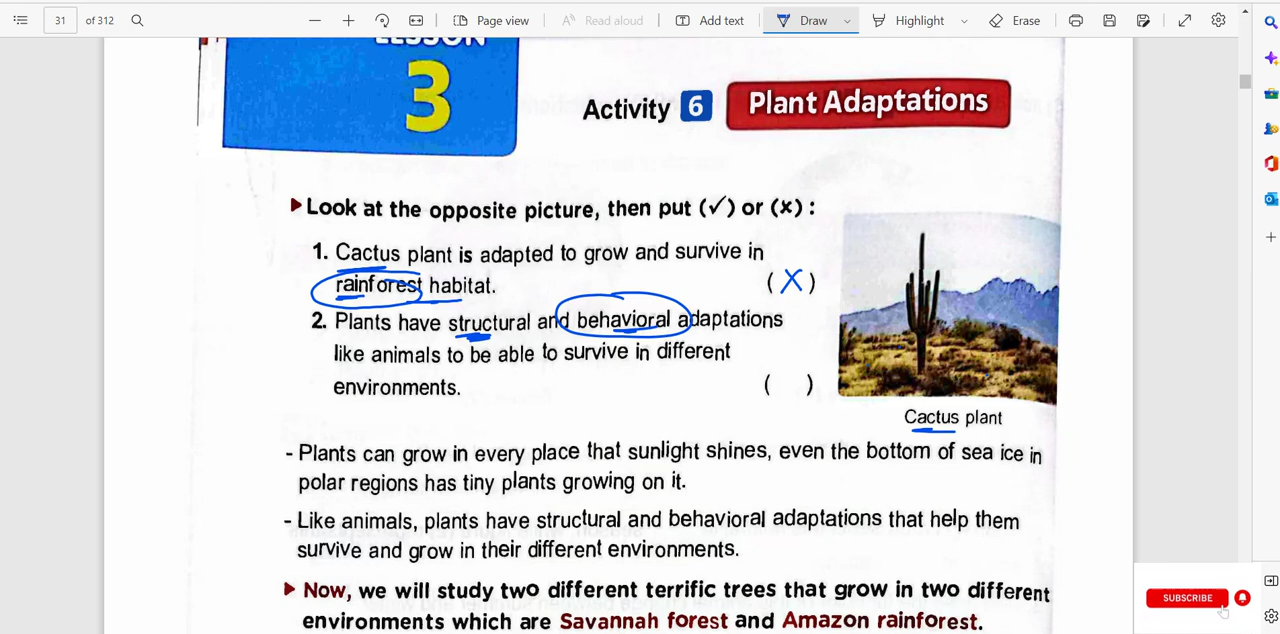 31 of 312 Page view Read aloud Add text Draw Highlight Erase
LESSON
3
Activity 6 Plant Adaptations
Look at the opposite picture, then put (✓) or (×) :
1. Cactus plant is adapted to grow and survive in
rainforest habitat. (X)
2. Plants have structural and behavioral adaptations
like animals to be able to survive in different
environments. ( )
Cactus plant
- Plants can grow in every place that sunlight shines, even the bottom of sea ice in
polar regions has tiny plants growing on it.
- Like animals, plants have structural and behavioral adaptations that help them
survive and grow in their different environments.
Now, we will study two different terrific trees that grow in two different
environments which are Savannah forest and Amazon rainforest.
SUBSCRIBE